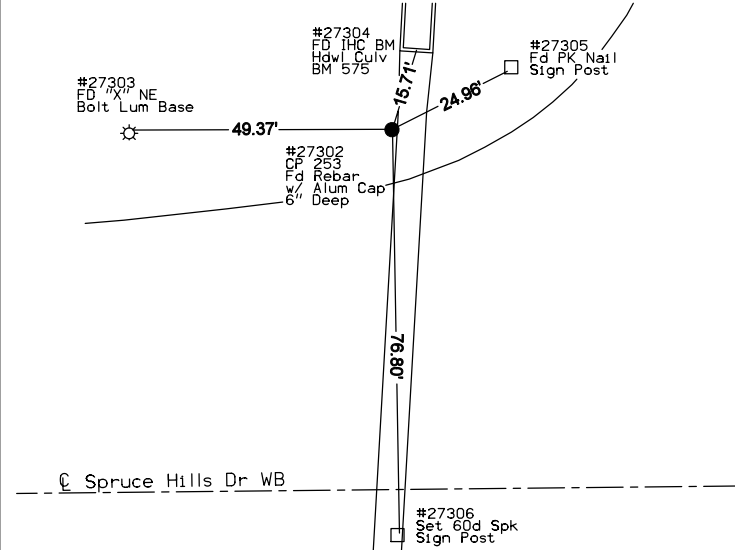 #27304
FD IHC BM
Hdwl Culv
BM 575
#27305
Fd PK Nail
Sign Post
#27303
FD "X" NE
Bolt Lum Base
15.71'
24.96'
49.37'
#27302
CP 253
Fd Rebar
w/ Alum Cap
6" Deep
76.80'
℄ Spruce Hills Dr WB
#27306
Set 60d Spk
Sign Post